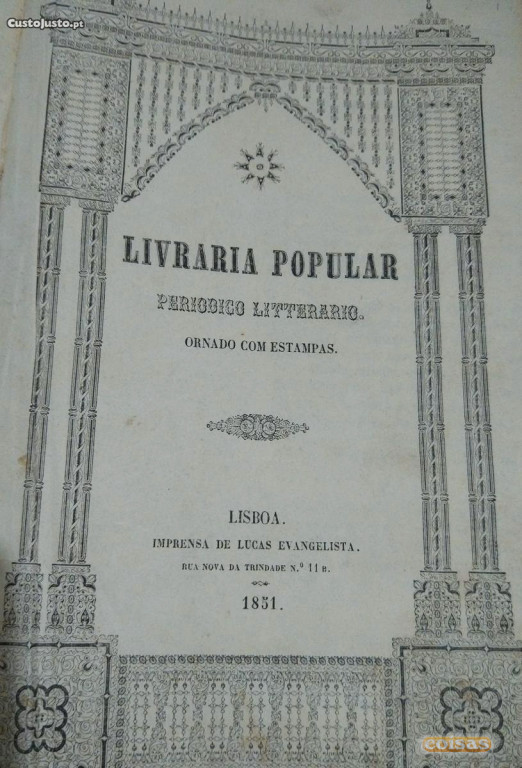 CustoJusto.pt
LIVRARIA POPULAR
PERIODICO LITTERARIO.
ORNADO COM ESTAMPAS.
LISBOA.
IMPRENSA DE LUCAS EVANGELISTA.
RUA NOVA DA TRINDADE N.º 11 B.
1851.
coisas